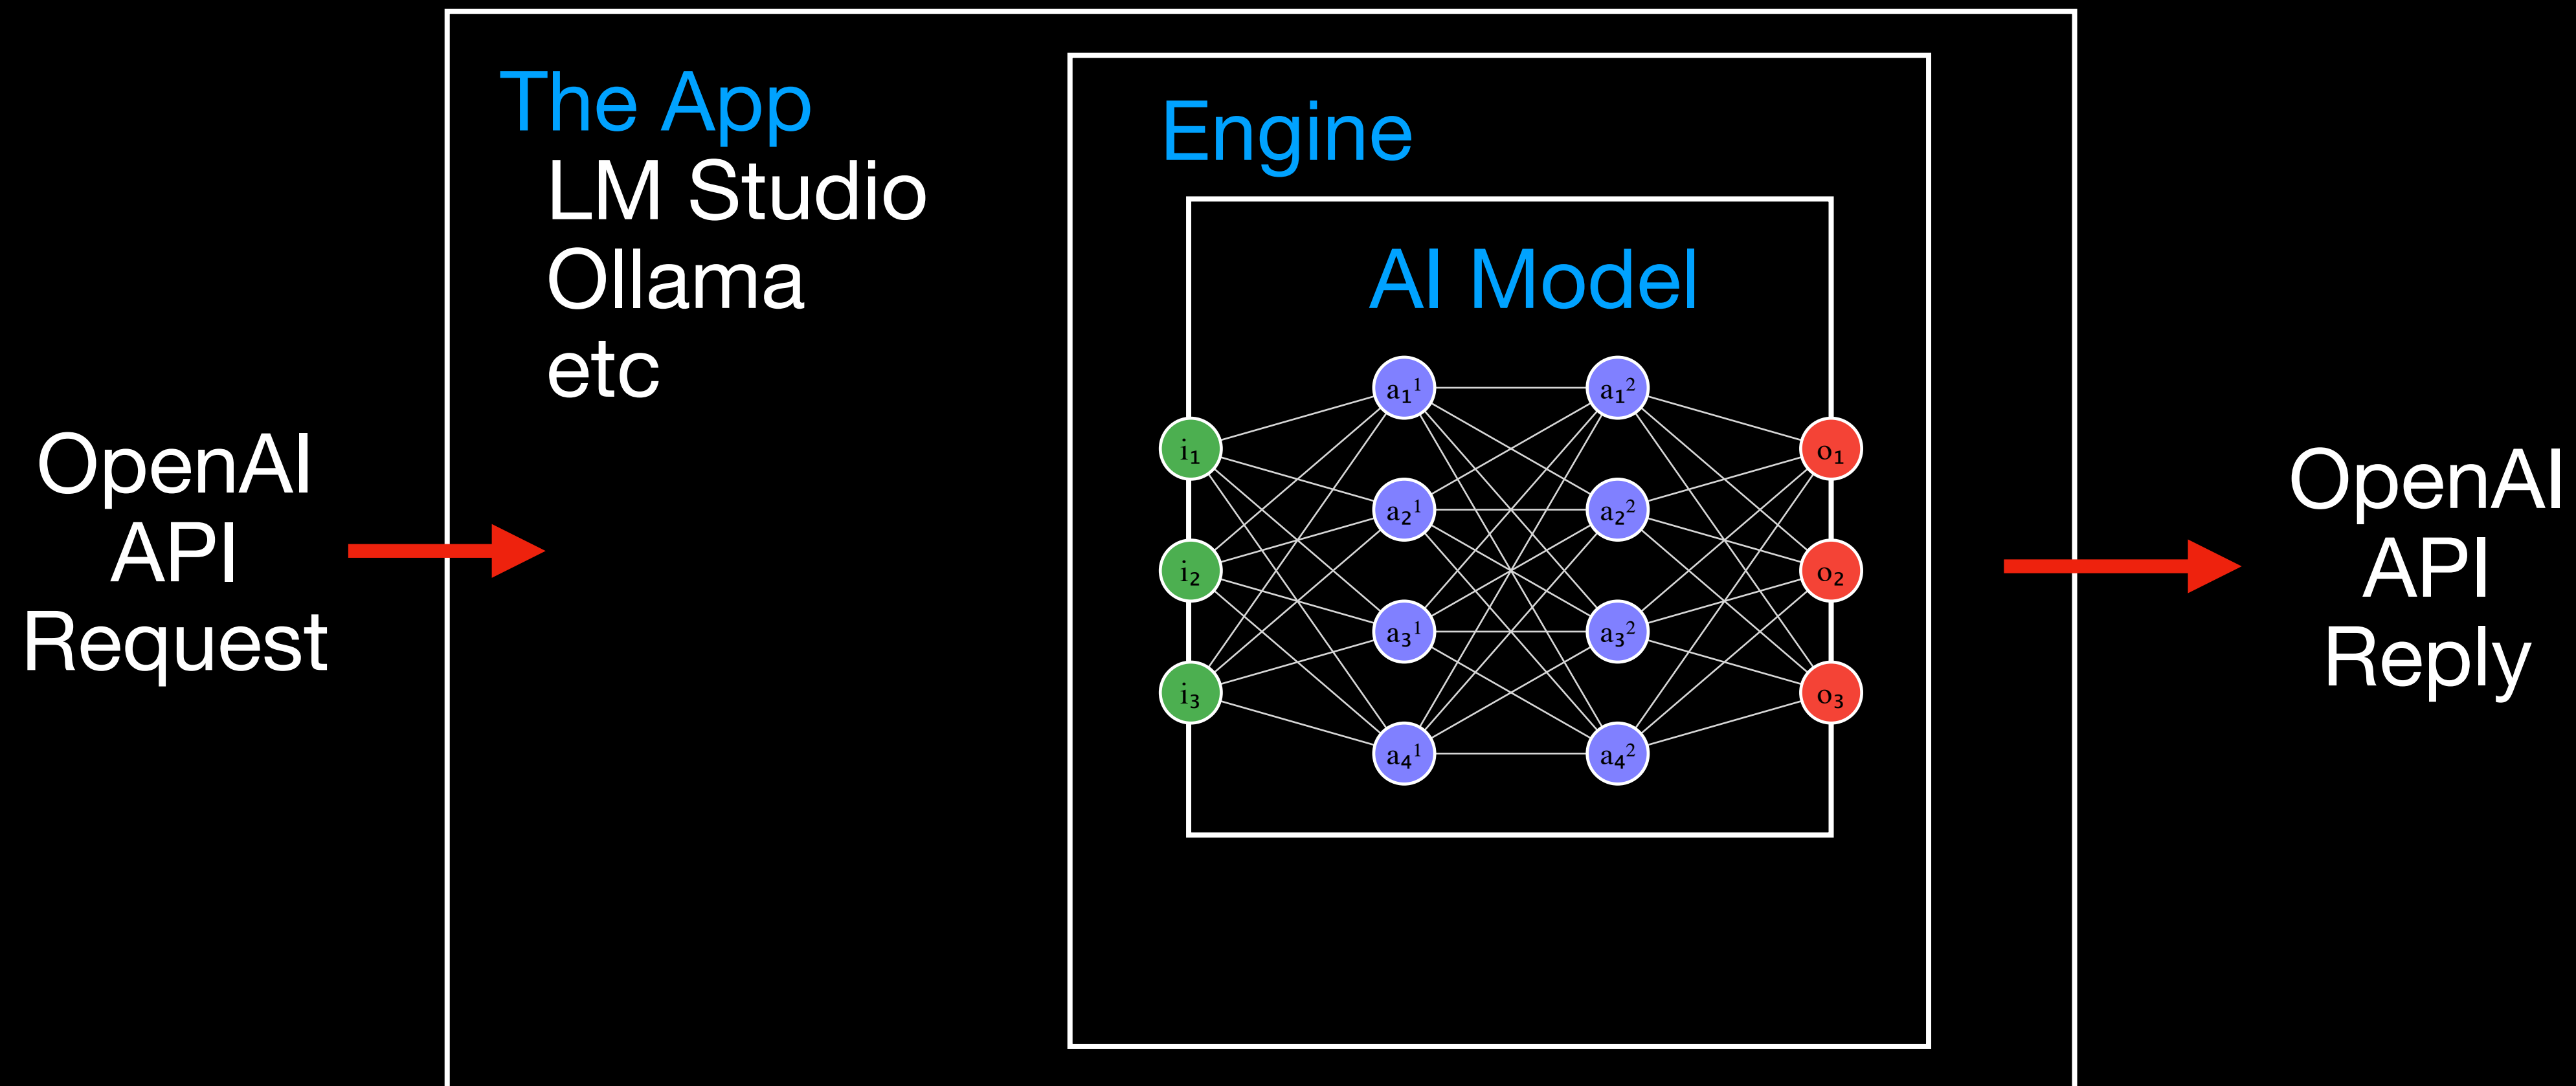 The App
LM Studio
Ollama
etc
Engine
AI Model
OpenAI
API
Request
i₁
i₂
i₃
a₁¹
a₂¹
a₃¹
a₄¹
a₁²
a₂²
a₃²
a₄²
o₁
o₂
o₃
OpenAI
API
Reply